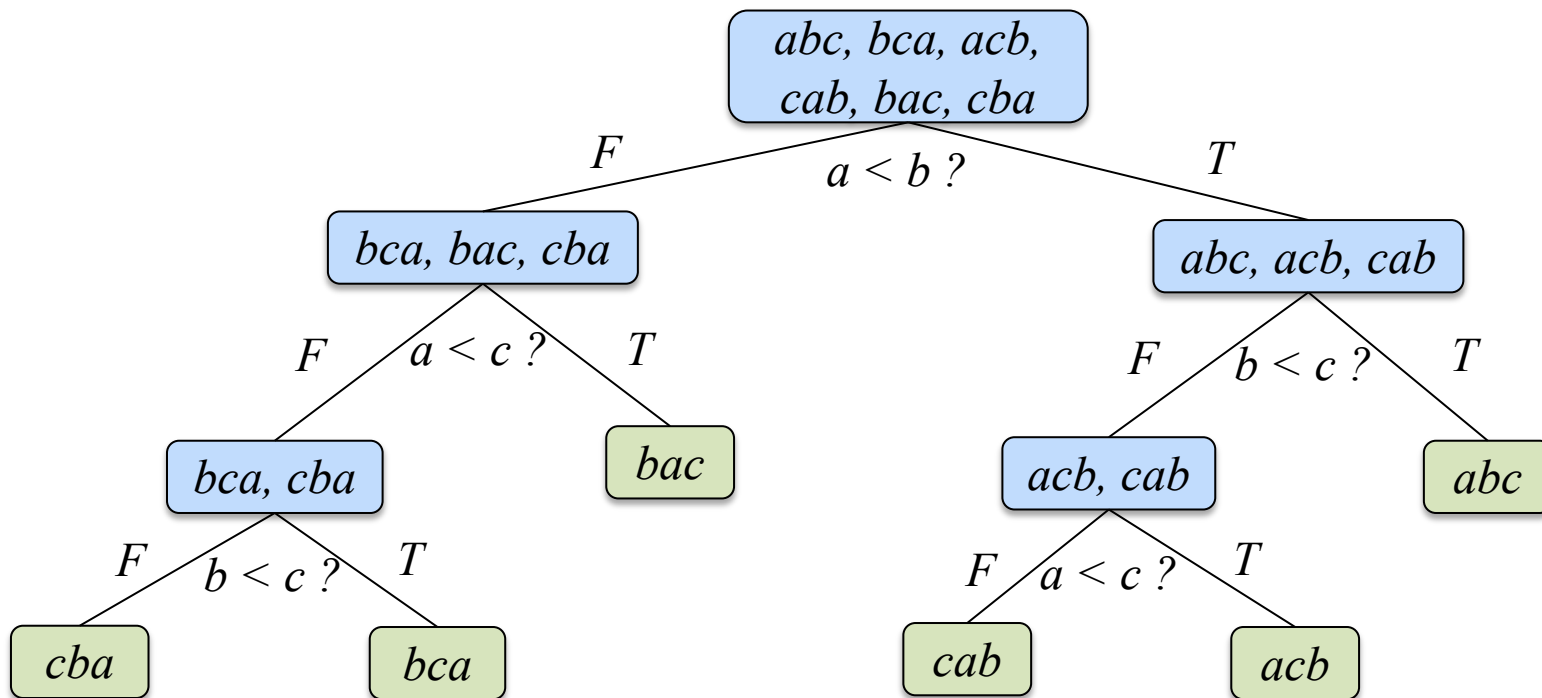 abc, bca, acb,
cab, bac, cba
F
a < b ?
T
bca, bac, cba
abc, acb, cab
F
a < c ?
T
F
b < c ?
T
bca, cba
bac
acb, cab
abc
F
b < c ?
T
F
a < c ?
T
cba
bca
cab
acb